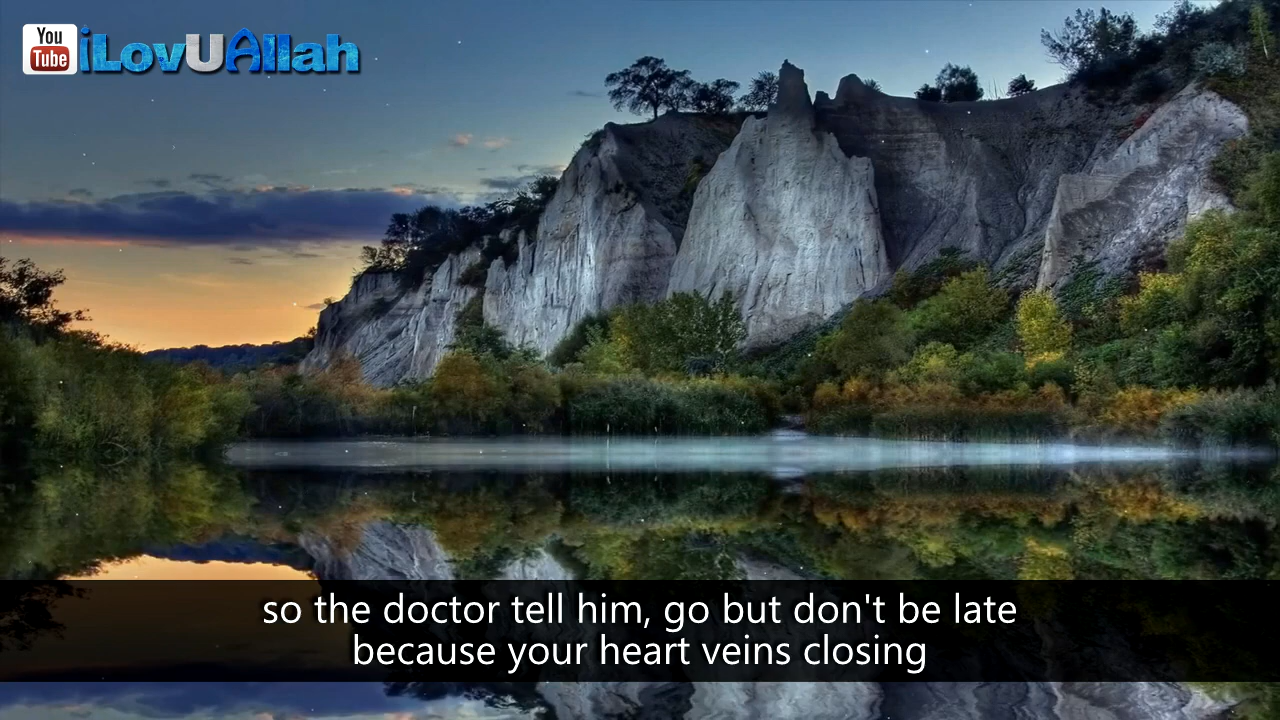 You
Tube
iLovUAllah
so the doctor tell him, go but don't be late
because your heart veins closing